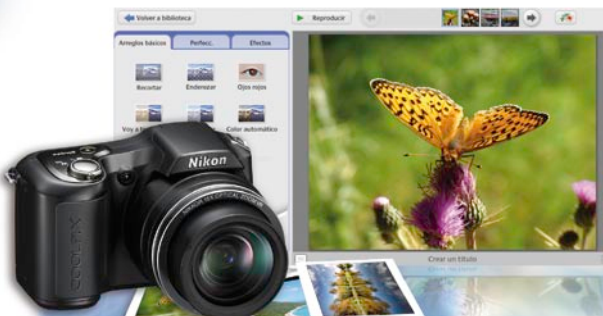 Volver a biblioteca
Reproducir
Arreglos básicos
Perfecc.
Efectos
Recortar
Enderezar
Ojos rojos
Color automático
Crear un título
Nikon
COOLPIX